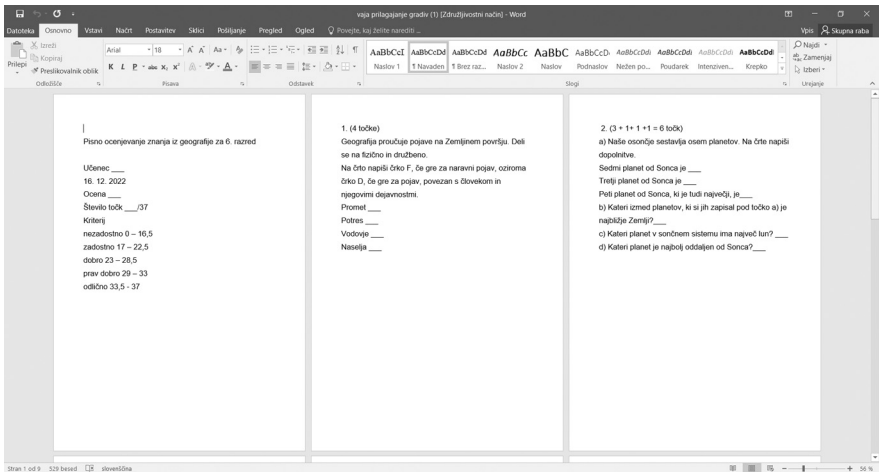 vaja prilagajanje gradiv (1) [Združljivostni način] - Word
Datoteka Osnovno Vstavi Načrt Postavitev Sklici Pošiljanje Pregled Ogled Povejte, kaj želite narediti ... Vpis Skupna raba
Prilepi
Izreži
Kopiraj
Preslikovalnik oblik
Odložišče
Arial 18
K L P abc x₂ x²
Pisava
Odstavek
AaBbCcI AaBbCcDd AaBbCcDd AaBbCc AaBbC AaBbCcD AaBbCcDdi AaBbCcDdi AaBbCcDdi AaBbCcDd
Naslov 1 ¶ Navaden ¶ Brez raz... Naslov 2 Naslov Podnaslov Nežen po... Poudarek Intenziven... Krepko
Slogi
Najdi
Zamenjaj
Izberi
Urejanje
Pisno ocenjevanje znanja iz geografije za 6. razred
Učenec ___
16. 12. 2022
Ocena ___
Število točk ___/37
Kriterij
nezadostno 0 – 16,5
zadostno 17 – 22,5
dobro 23 – 28,5
prav dobro 29 – 33
odlično 33,5 - 37
1. (4 točke)
Geografija proučuje pojave na Zemljinem površju. Deli
se na fizično in družbeno.
Na črto napiši črko F, če gre za naravni pojav, oziroma
črko D, če gre za pojav, povezan s človekom in
njegovimi dejavnostmi.
Promet ___
Potres ___
Vodovje ___
Naselja ___
2. (3 + 1+ 1 +1 = 6 točk)
a) Naše osončje sestavlja osem planetov. Na črte napiši
dopolnitve.
Sedmi planet od Sonca je ___
Tretji planet od Sonca je ___
Peti planet od Sonca, ki je tudi največji, je___
b) Kateri izmed planetov, ki si jih zapisal pod točko a) je
najbližje Zemlji?___
c) Kateri planet v sončnem sistemu ima največ lun? ___
d) Kateri planet je najbolj oddaljen od Sonca?___
Stran 1 od 9 529 besed slovenščina 56 %